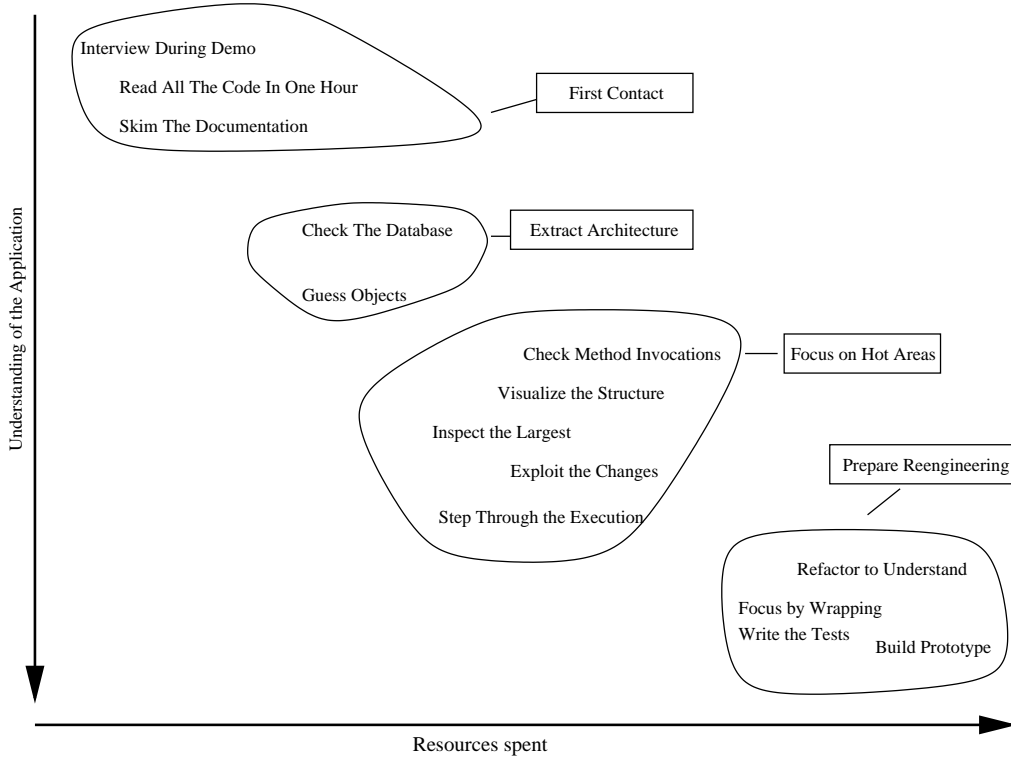 Interview During Demo
Read All The Code In One Hour
First Contact
Skim The Documentation
Understanding of the Application
Check The Database
Extract Architecture
Guess Objects
Check Method Invocations
Focus on Hot Areas
Visualize the Structure
Inspect the Largest
Exploit the Changes
Prepare Reengineering
Step Through the Execution
Refactor to Understand
Focus by Wrapping
Write the Tests
Build Prototype
Resources spent